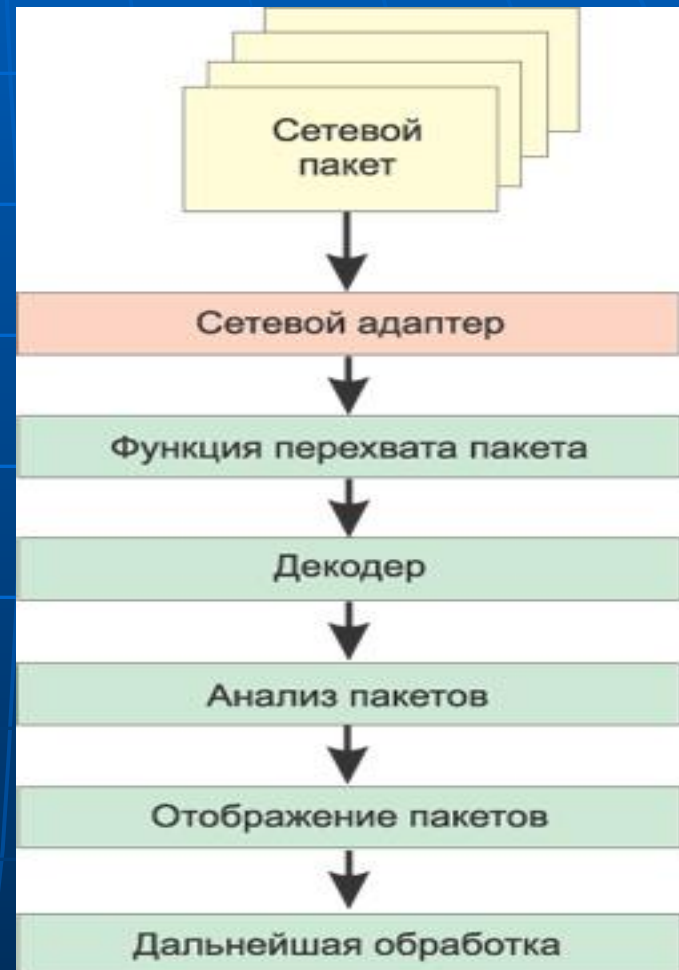 Сетевой
пакет
Сетевой адаптер
Функция перехвата пакета
Декодер
Анализ пакетов
Отображение пакетов
Дальнейшая обработка